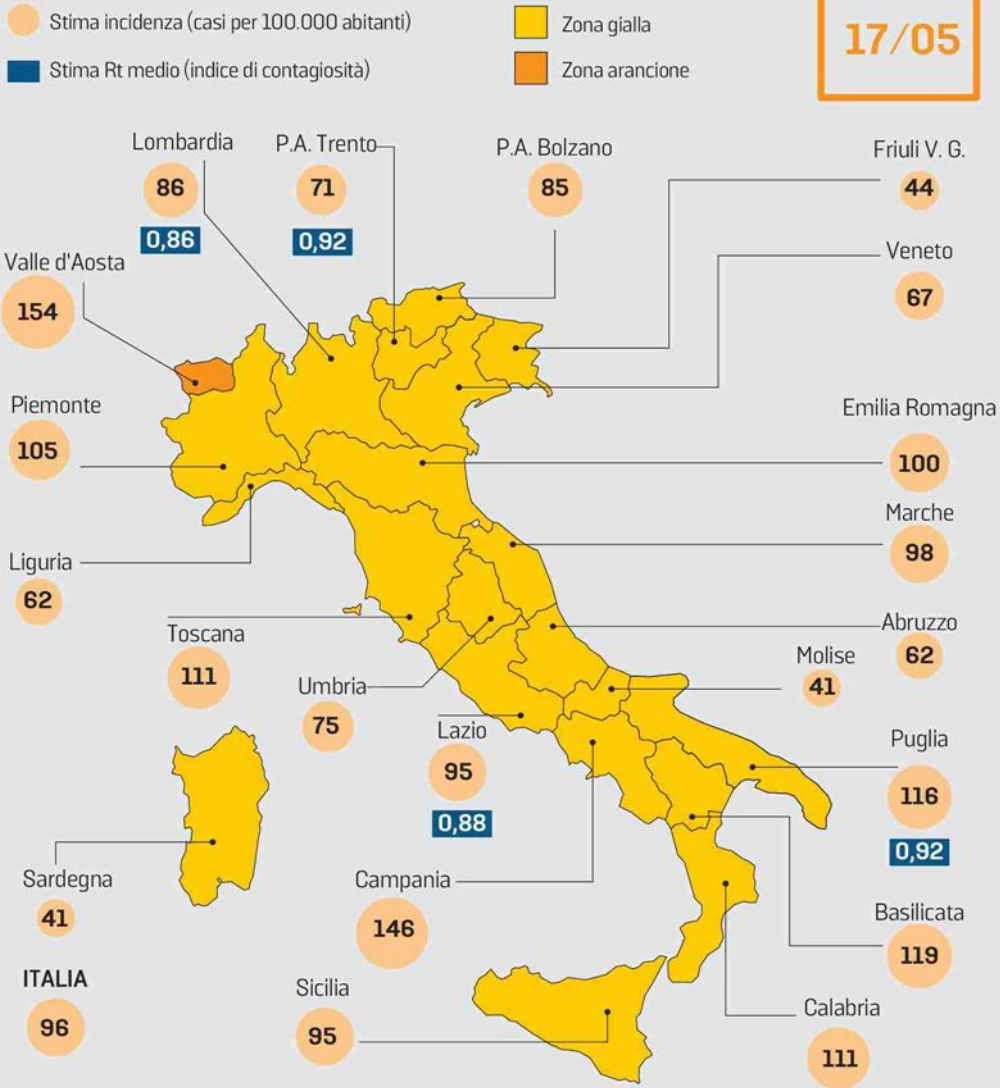 Stima incidenza (casi per 100.000 abitanti)
Stima Rt medio (indice di contagiosità)
Zona gialla
Zona arancione
17/05
Lombardia
86
0,86
P.A. Trento
71
0,92
P.A. Bolzano
85
Friuli V. G.
44
Veneto
67
Valle d'Aosta
154
Piemonte
105
Emilia Romagna
100
Marche
98
Liguria
62
Toscana
111
Abruzzo
62
Molise
41
Umbria
75
Lazio
95
0,88
Puglia
116
0,92
Sardegna
41
Campania
146
Basilicata
119
ITALIA
96
Sicilia
95
Calabria
111